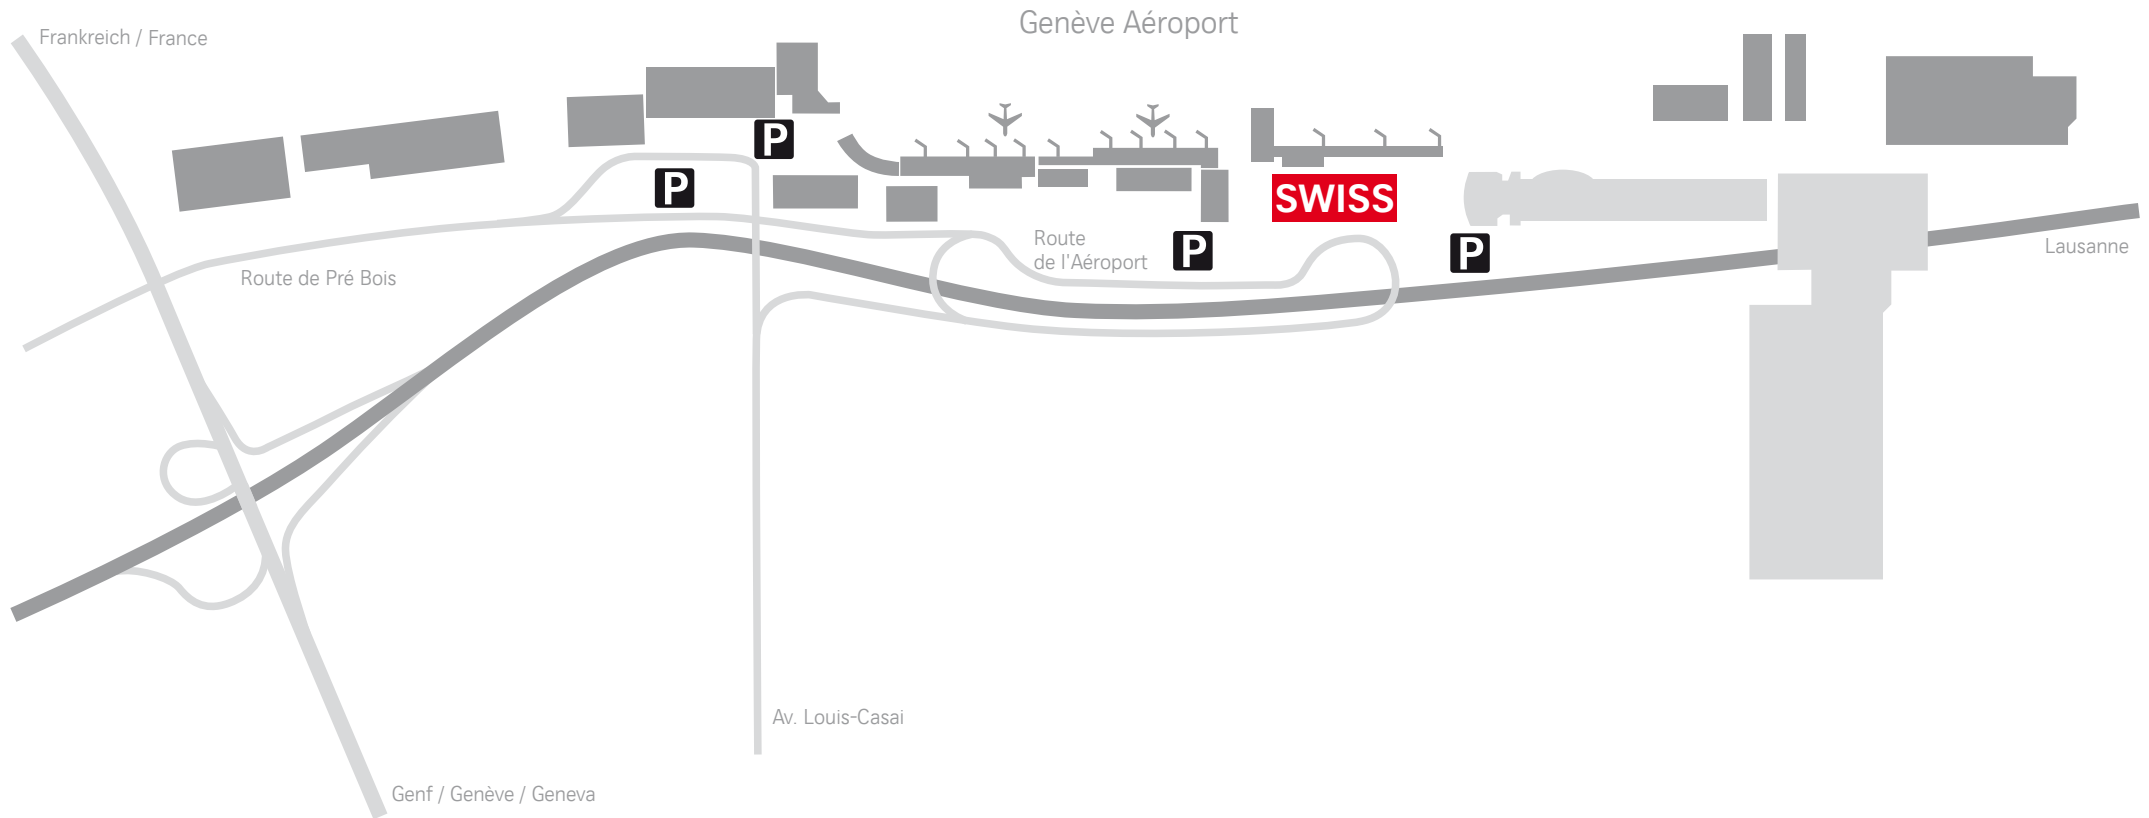 Genève Aéroport
Frankreich / France
P
P
SWISS
Route
de l'Aéroport
P
P
Lausanne
Route de Pré Bois
Av. Louis-Casai
Genf / Genève / Geneva